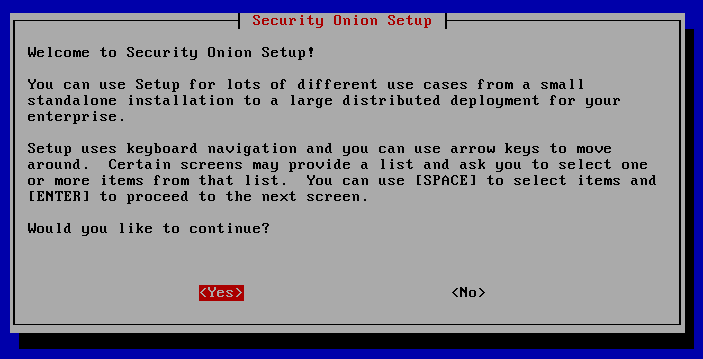 Security Onion Setup
Welcome to Security Onion Setup!
You can use Setup for lots of different use cases from a small
standalone installation to a large distributed deployment for your
enterprise.
Setup uses keyboard navigation and you can use arrow keys to move
around.  Certain screens may provide a list and ask you to select one
or more items from that list.  You can use [SPACE] to select items and
[ENTER] to proceed to the next screen.
Would you like to continue?
<Yes> <No>